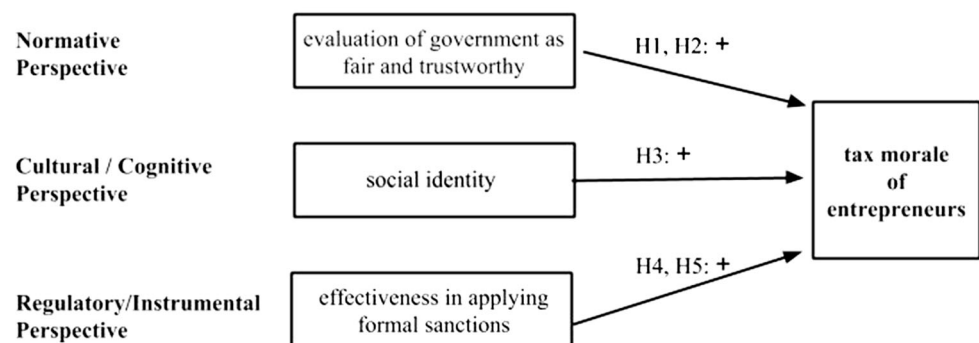 Normative
Perspective
evaluation of government as
fair and trustworthy
H1, H2: +
Cultural / Cognitive
Perspective
social identity
H3: +
tax morale
of
entrepreneurs
Regulatory/Instrumental
Perspective
effectiveness in applying
formal sanctions
H4, H5: +